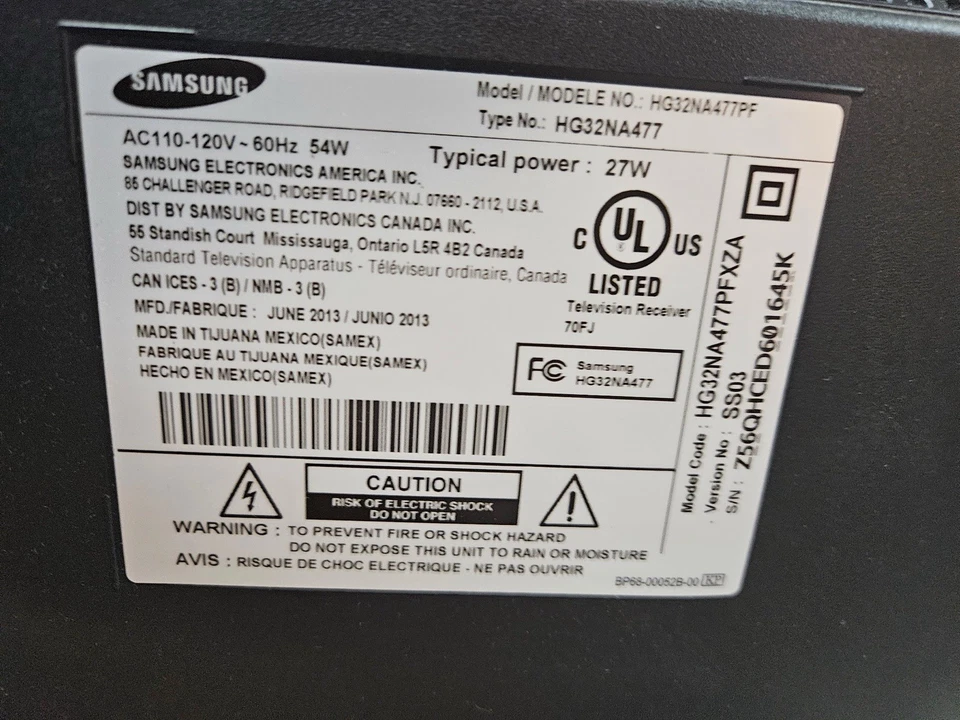 SAMSUNG
Model / MODELE NO.: HG32NA477PF
Type No.: HG32NA477
AC110-120V ~ 60Hz 54W
Typical power : 27W
SAMSUNG ELECTRONICS AMERICA INC.
85 CHALLENGER ROAD, RIDGEFIELD PARK N.J. 07660 - 2112, U.S.A.
DIST BY SAMSUNG ELECTRONICS CANADA INC.
55 Standish Court Mississauga, Ontario L5R 4B2 Canada
Standard Television Apparatus - Téléviseur ordinaire, Canada
CAN ICES - 3 (B) / NMB - 3 (B)
MFD./FABRIQUE : JUNE 2013 / JUNIO 2013
MADE IN TIJUANA MEXICO(SAMEX)
FABRIQUE AU TIJUANA MEXIQUE(SAMEX)
HECHO EN MEXICO(SAMEX)
C UL US
LISTED
Television Receiver
70FJ
FC Samsung
HG32NA477
Model Code : HG32NA477PFXZA
Version No : SS03
S/N : Z56QHCED601645K
CAUTION
RISK OF ELECTRIC SHOCK
DO NOT OPEN
WARNING : TO PREVENT FIRE OR SHOCK HAZARD
DO NOT EXPOSE THIS UNIT TO RAIN OR MOISTURE
AVIS : RISQUE DE CHOC ELECTRIQUE - NE PAS OUVRIR
BP68-00052B-00